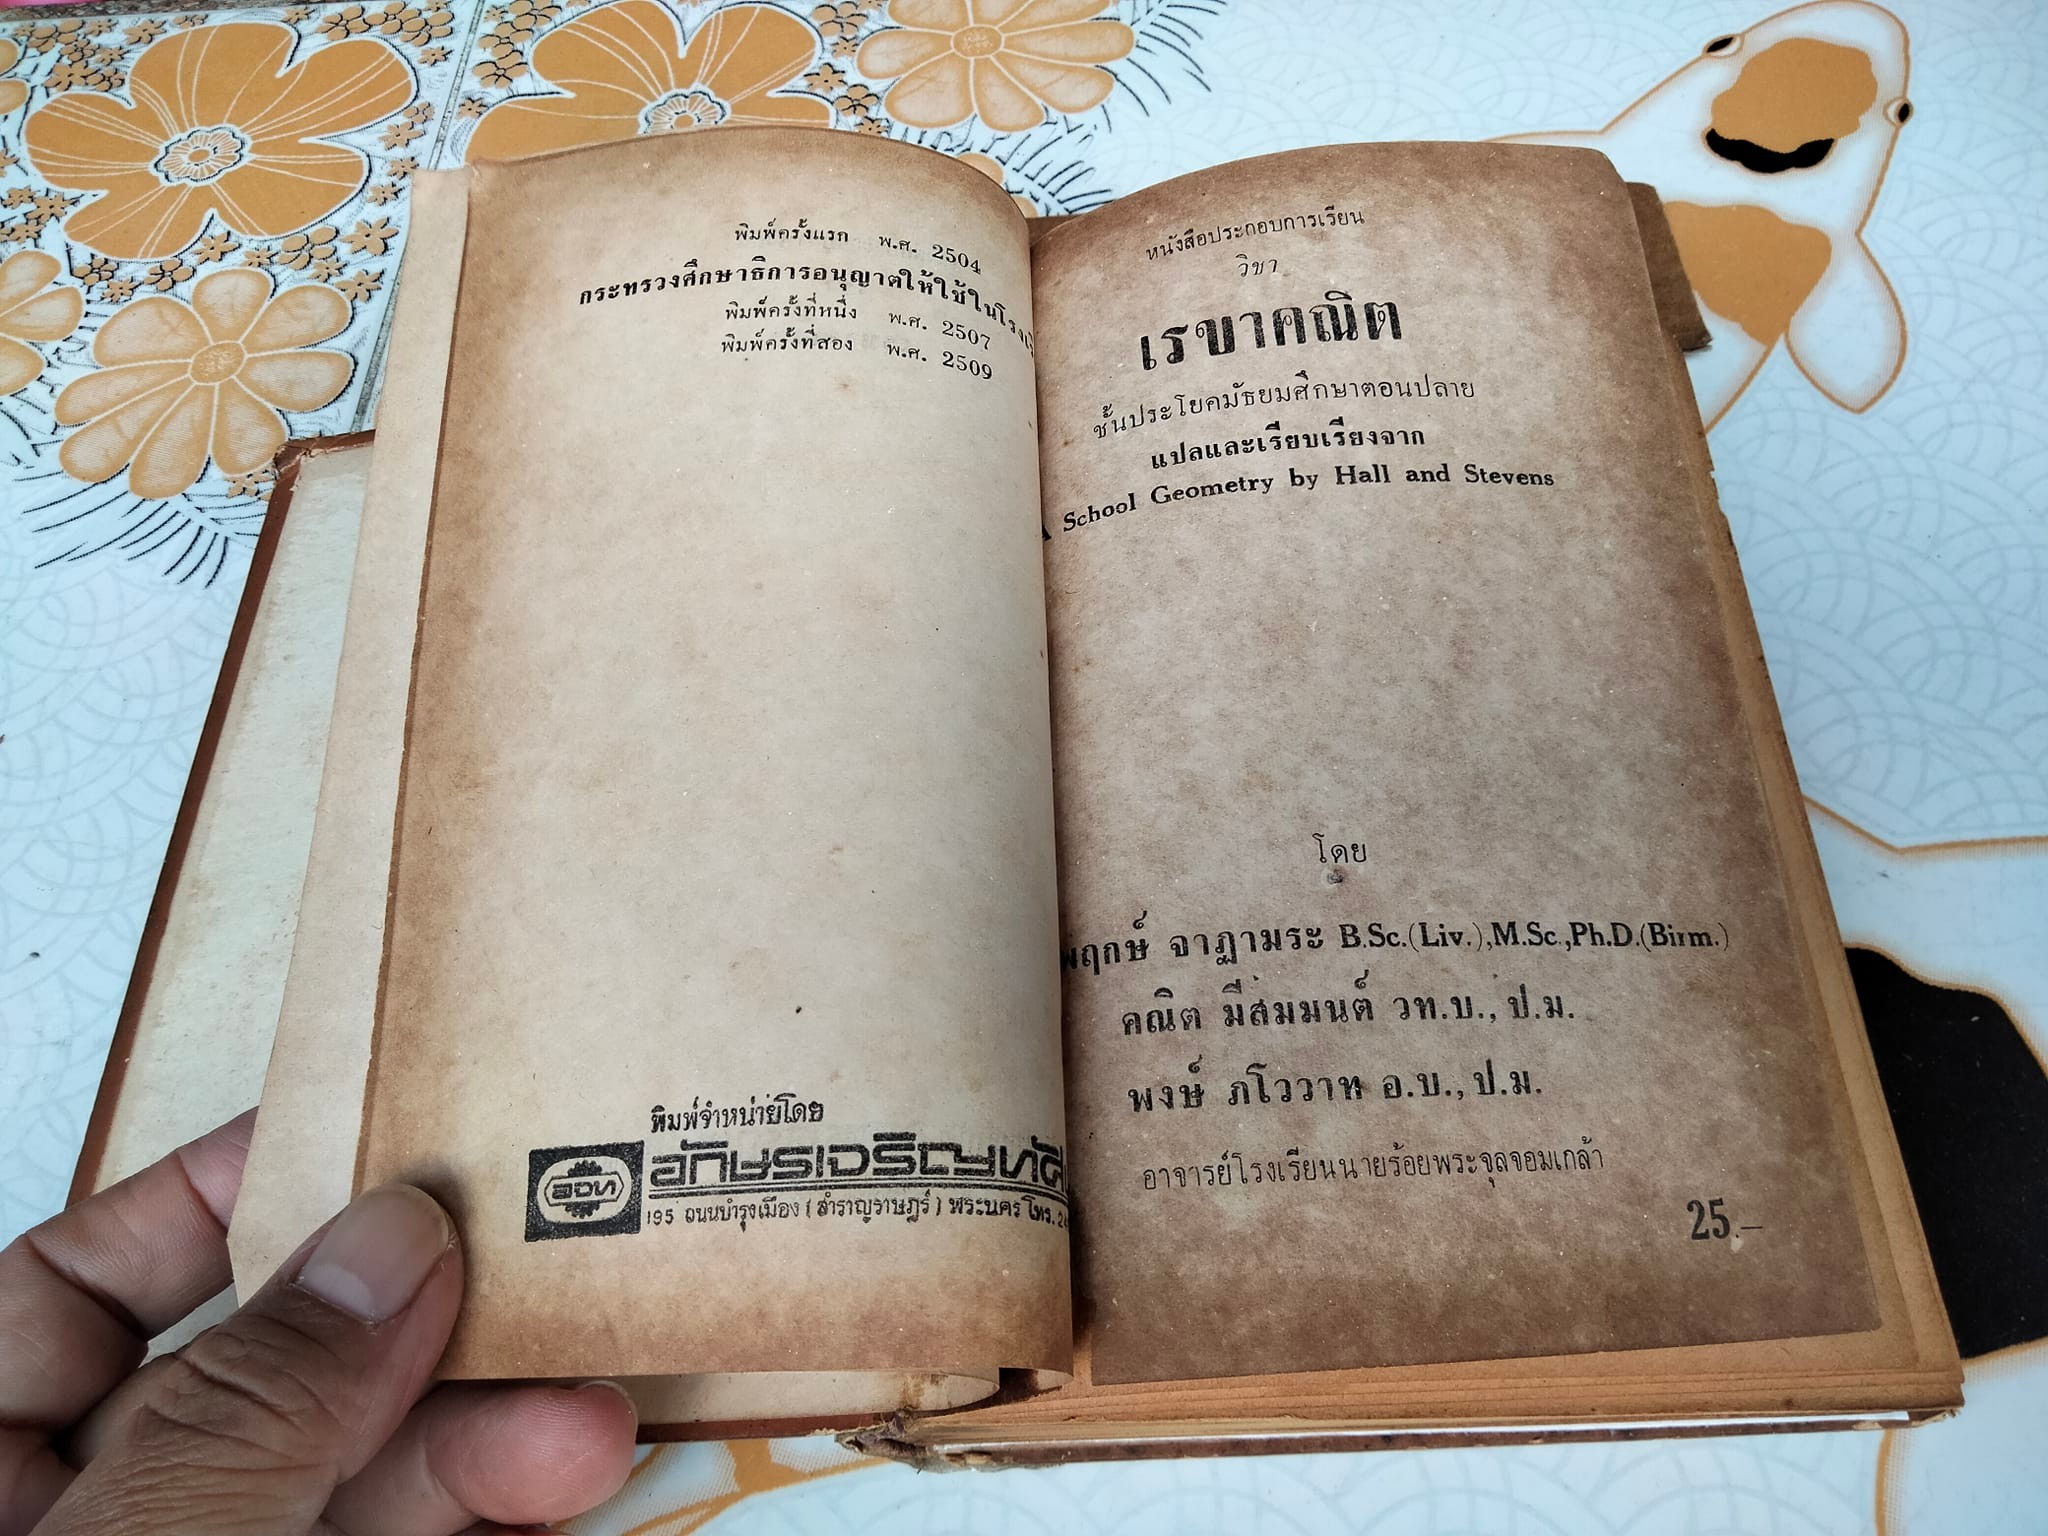 พิมพ์ครั้งแรก พ.ศ. 2504
กระทรวงศึกษาธิการอนุญาตให้ใช้ในโรงเรี
พิมพ์ครั้งที่หนึ่ง พ.ศ. 2507
พิมพ์ครั้งที่สอง พ.ศ. 2509
พิมพ์จำหน่ายโดย
อจท
อักษรเจริญทัศ
195 ถนนบำรุงเมือง (สำราญราษฎร์) พระนคร โทร. 2
หนังสือประกอบการเรียน
วิชา
เรขาคณิต
ชั้นประโยคมัธยมศึกษาตอนปลาย
แปลและเรียบเรียงจาก
A School Geometry by Hall and Stevens
โดย
พฤกษ์ จาฏามระ B.Sc.(Liv.),M.Sc.,Ph.D.(Birm.)
คณิต มีสมมนต์ วท.บ., ป.ม.
พงษ์ ภโววาท อ.บ., ป.ม.
อาจารย์โรงเรียนนายร้อยพระจุลจอมเกล้า
25.–